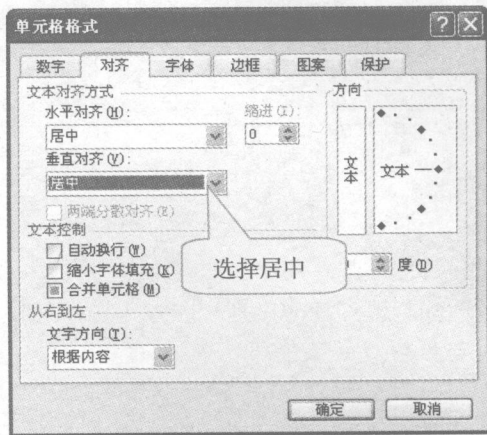 单元格格式
数字 对齐 字体 边框 图案 保护
文本对齐方式
水平对齐(H):
缩进(I):
居中
0
垂直对齐(V):
居中
两端分散对齐(E)
文本控制
自动换行(W)
缩小字体填充(K)
合并单元格(M)
从右到左
文字方向(T):
根据内容
方向
文本
文本
度(D)
选择居中
确定
取消